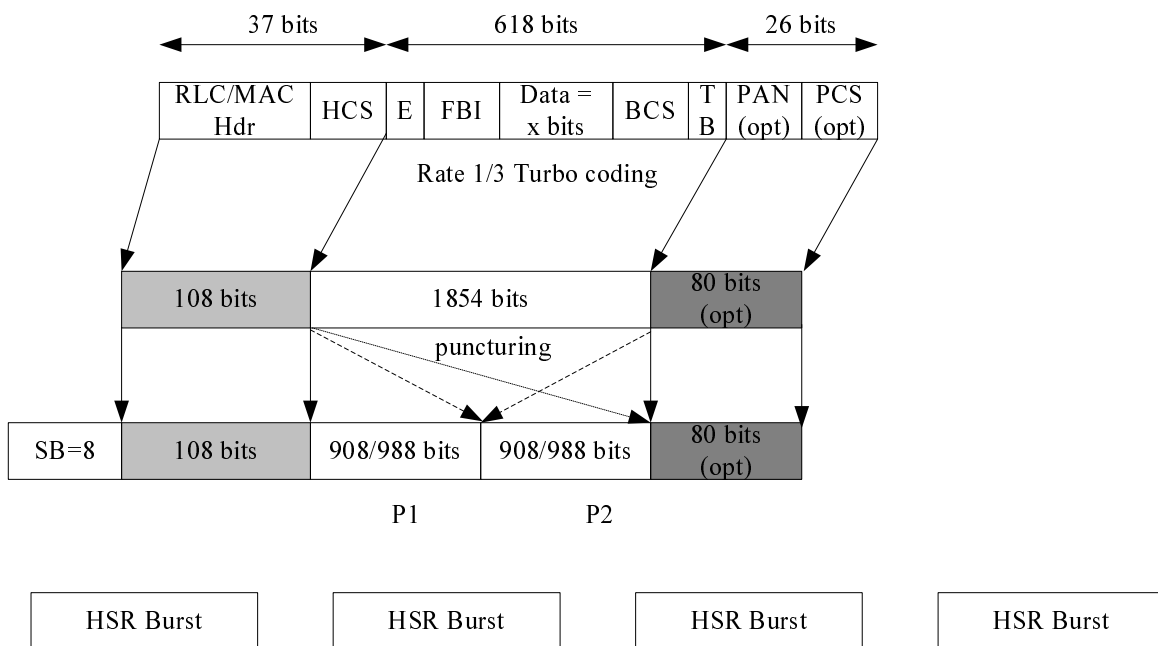 37 bits 618 bits 26 bits
RLC/MAC Hdr HCS E FBI Data = x bits BCS T B PAN (opt) PCS (opt)
Rate 1/3 Turbo coding
108 bits 1854 bits 80 bits (opt)
puncturing
SB=8 108 bits 908/988 bits 908/988 bits 80 bits (opt)
P1 P2
HSR Burst HSR Burst HSR Burst HSR Burst